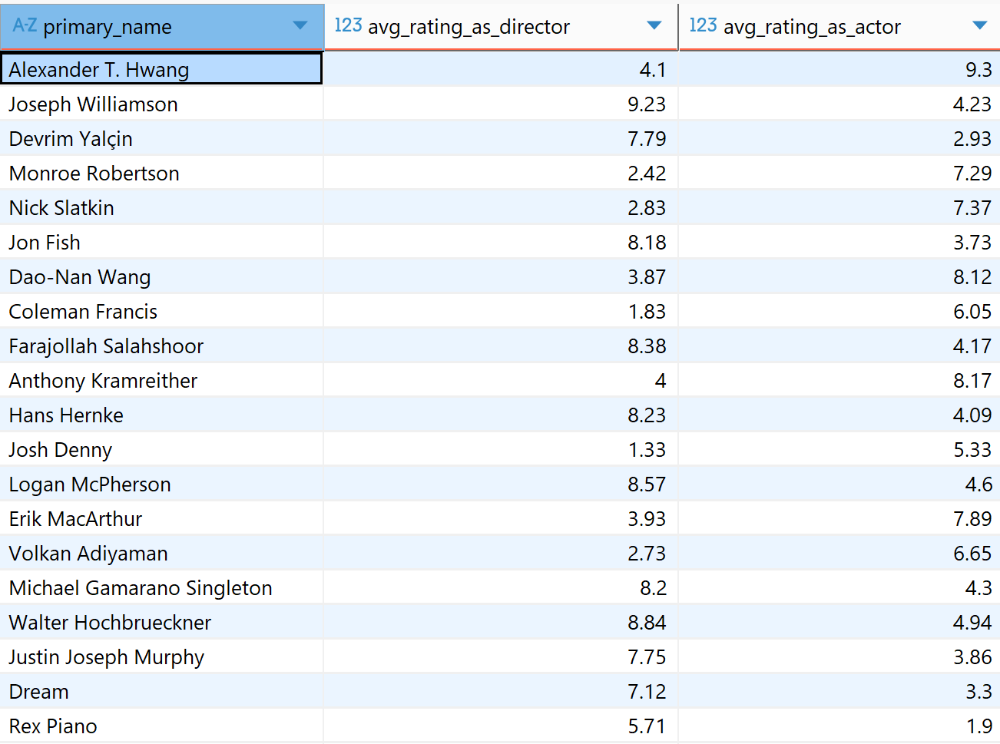 A-Z primary_name 123 avg_rating_as_director 123 avg_rating_as_actor
Alexander T. Hwang 4.1 9.3
Joseph Williamson 9.23 4.23
Devrim Yalçin 7.79 2.93
Monroe Robertson 2.42 7.29
Nick Slatkin 2.83 7.37
Jon Fish 8.18 3.73
Dao-Nan Wang 3.87 8.12
Coleman Francis 1.83 6.05
Farajollah Salahshoor 8.38 4.17
Anthony Kramreither 4 8.17
Hans Hernke 8.23 4.09
Josh Denny 1.33 5.33
Logan McPherson 8.57 4.6
Erik MacArthur 3.93 7.89
Volkan Adiyaman 2.73 6.65
Michael Gamarano Singleton 8.2 4.3
Walter Hochbrueckner 8.84 4.94
Justin Joseph Murphy 7.75 3.86
Dream 7.12 3.3
Rex Piano 5.71 1.9